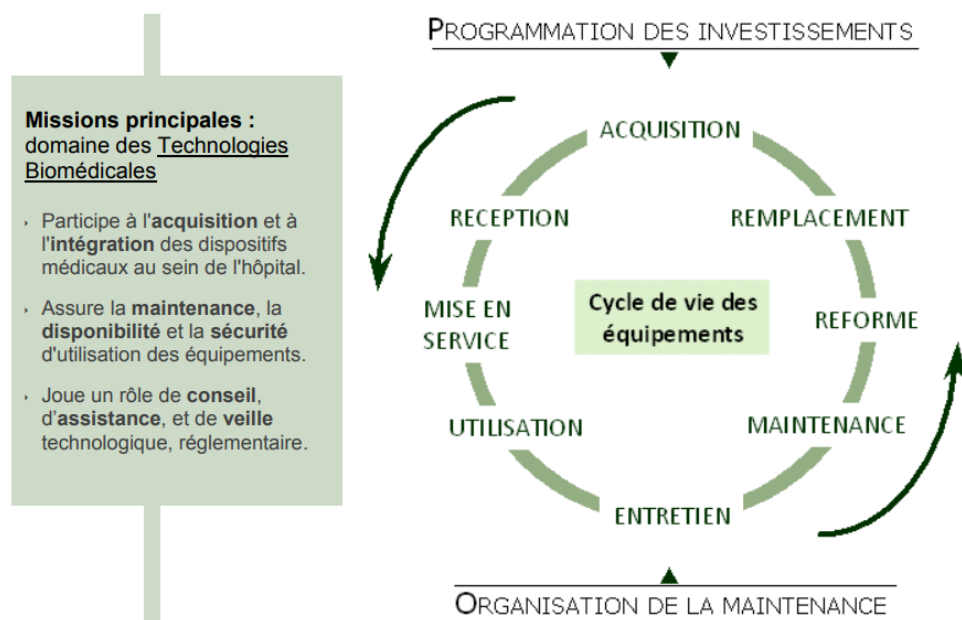 Missions principales :
domaine des Technologies
Biomédicales
Participe à l'acquisition et à
l'intégration des dispositifs
médicaux au sein de l'hôpital.
Assure la maintenance, la
disponibilité et la sécurité
d'utilisation des équipements.
Joue un rôle de conseil,
d'assistance, et de veille
technologique, réglementaire.
PROGRAMMATION DES INVESTISSEMENTS
ACQUISITION
RECEPTION
REMPLACEMENT
MISE EN
SERVICE
Cycle de vie des
équipements
REFORME
UTILISATION
MAINTENANCE
ENTRETIEN
ORGANISATION DE LA MAINTENANCE